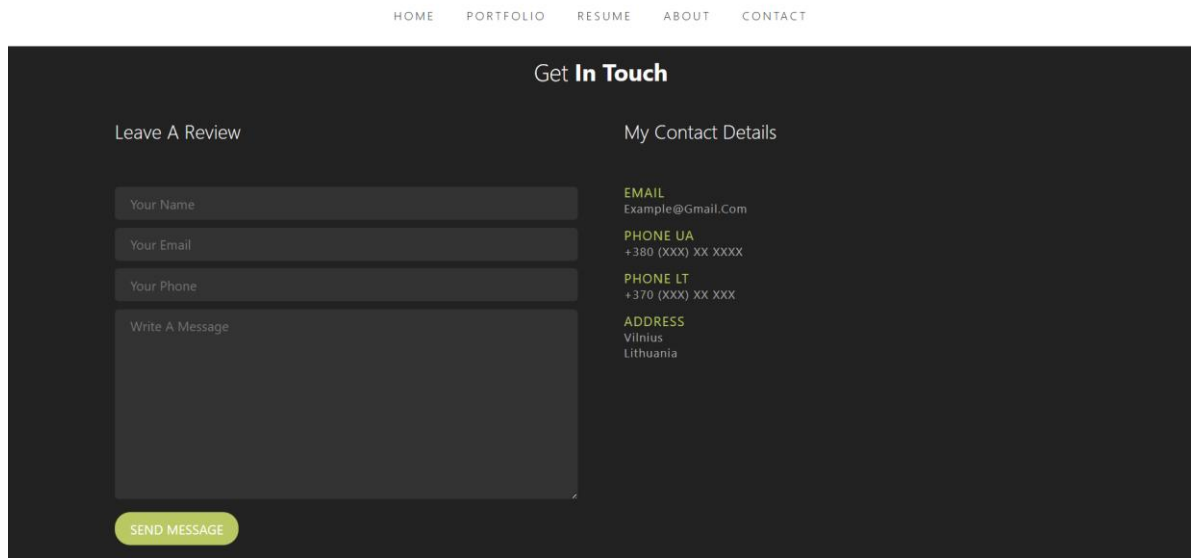 HOME PORTFOLIO RESUME ABOUT CONTACT
Get In Touch
Leave A Review
Your Name
Your Email
Your Phone
Write A Message
SEND MESSAGE
My Contact Details
EMAIL
Example@Gmail.Com
PHONE UA
+380 (XXX) XX XXXX
PHONE LT
+370 (XXX) XX XXX
ADDRESS
Vilnius
Lithuania